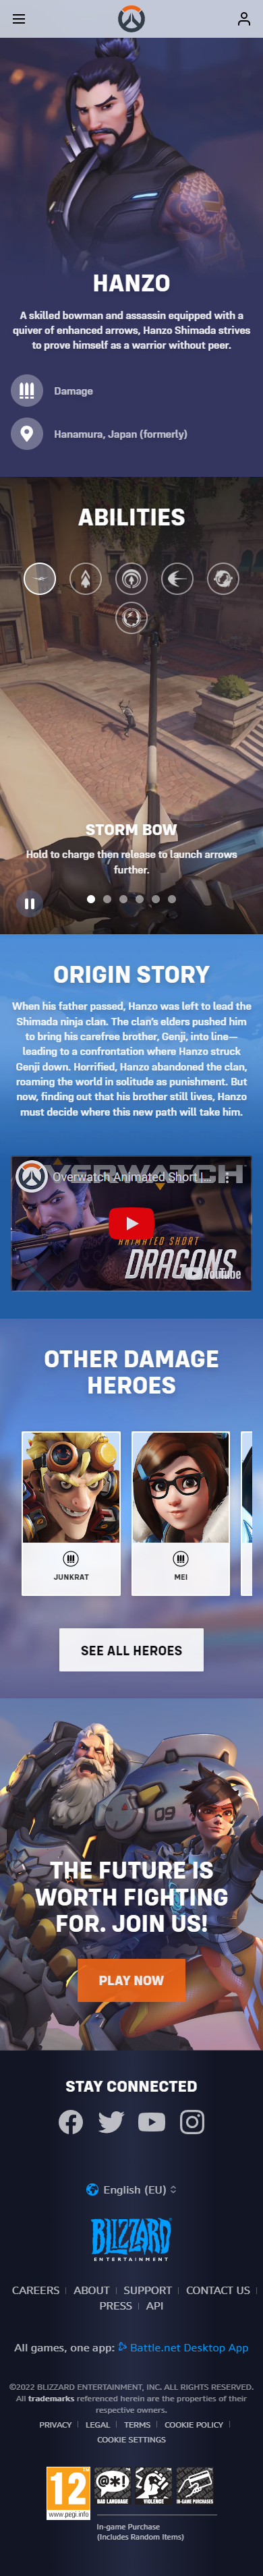 HANZO
A skilled bowman and assassin equipped with a
quiver of enhanced arrows, Hanzo Shimada strives
to prove himself as a warrior without peer.
Damage
Hanamura, Japan (formerly)
ABILITIES
STORM BOW
Hold to charge then release to launch arrows
further.
ORIGIN STORY
When his father passed, Hanzo was left to lead the
Shimada ninja clan. The clan's elders pushed him
to bring his carefree brother, Genji, into line—
leading to a confrontation where Hanzo struck
Genji down. Horrified, Hanzo abandoned the clan,
roaming the world in solitude as punishment. But
now, finding out that his brother still lives, Hanzo
must decide where this new path will take him.
OVERWATCH
Overwatch Animated Short |...
ANIMATED SHORT
DRAGONS
YouTube
OTHER DAMAGE
HEROES
JUNKRAT
MEI
SEE ALL HEROES
09
THE FUTURE IS
WORTH FIGHTING
FOR. JOIN US!
PLAY NOW
STAY CONNECTED
English (EU)
BLIZZARD
ENTERTAINMENT
CAREERS | ABOUT | SUPPORT | CONTACT US |
PRESS | API
All games, one app: Battle.net Desktop App
©2022 BLIZZARD ENTERTAINMENT, INC. ALL RIGHTS RESERVED.
All trademarks referenced herein are the properties of their
respective owners.
PRIVACY | LEGAL | TERMS | COOKIE POLICY |
COOKIE SETTINGS
12
www.pegi.info
@*!
BAD LANGUAGE
VIOLENCE
IN-GAME PURCHASES
In-game Purchase
(Includes Random Items)